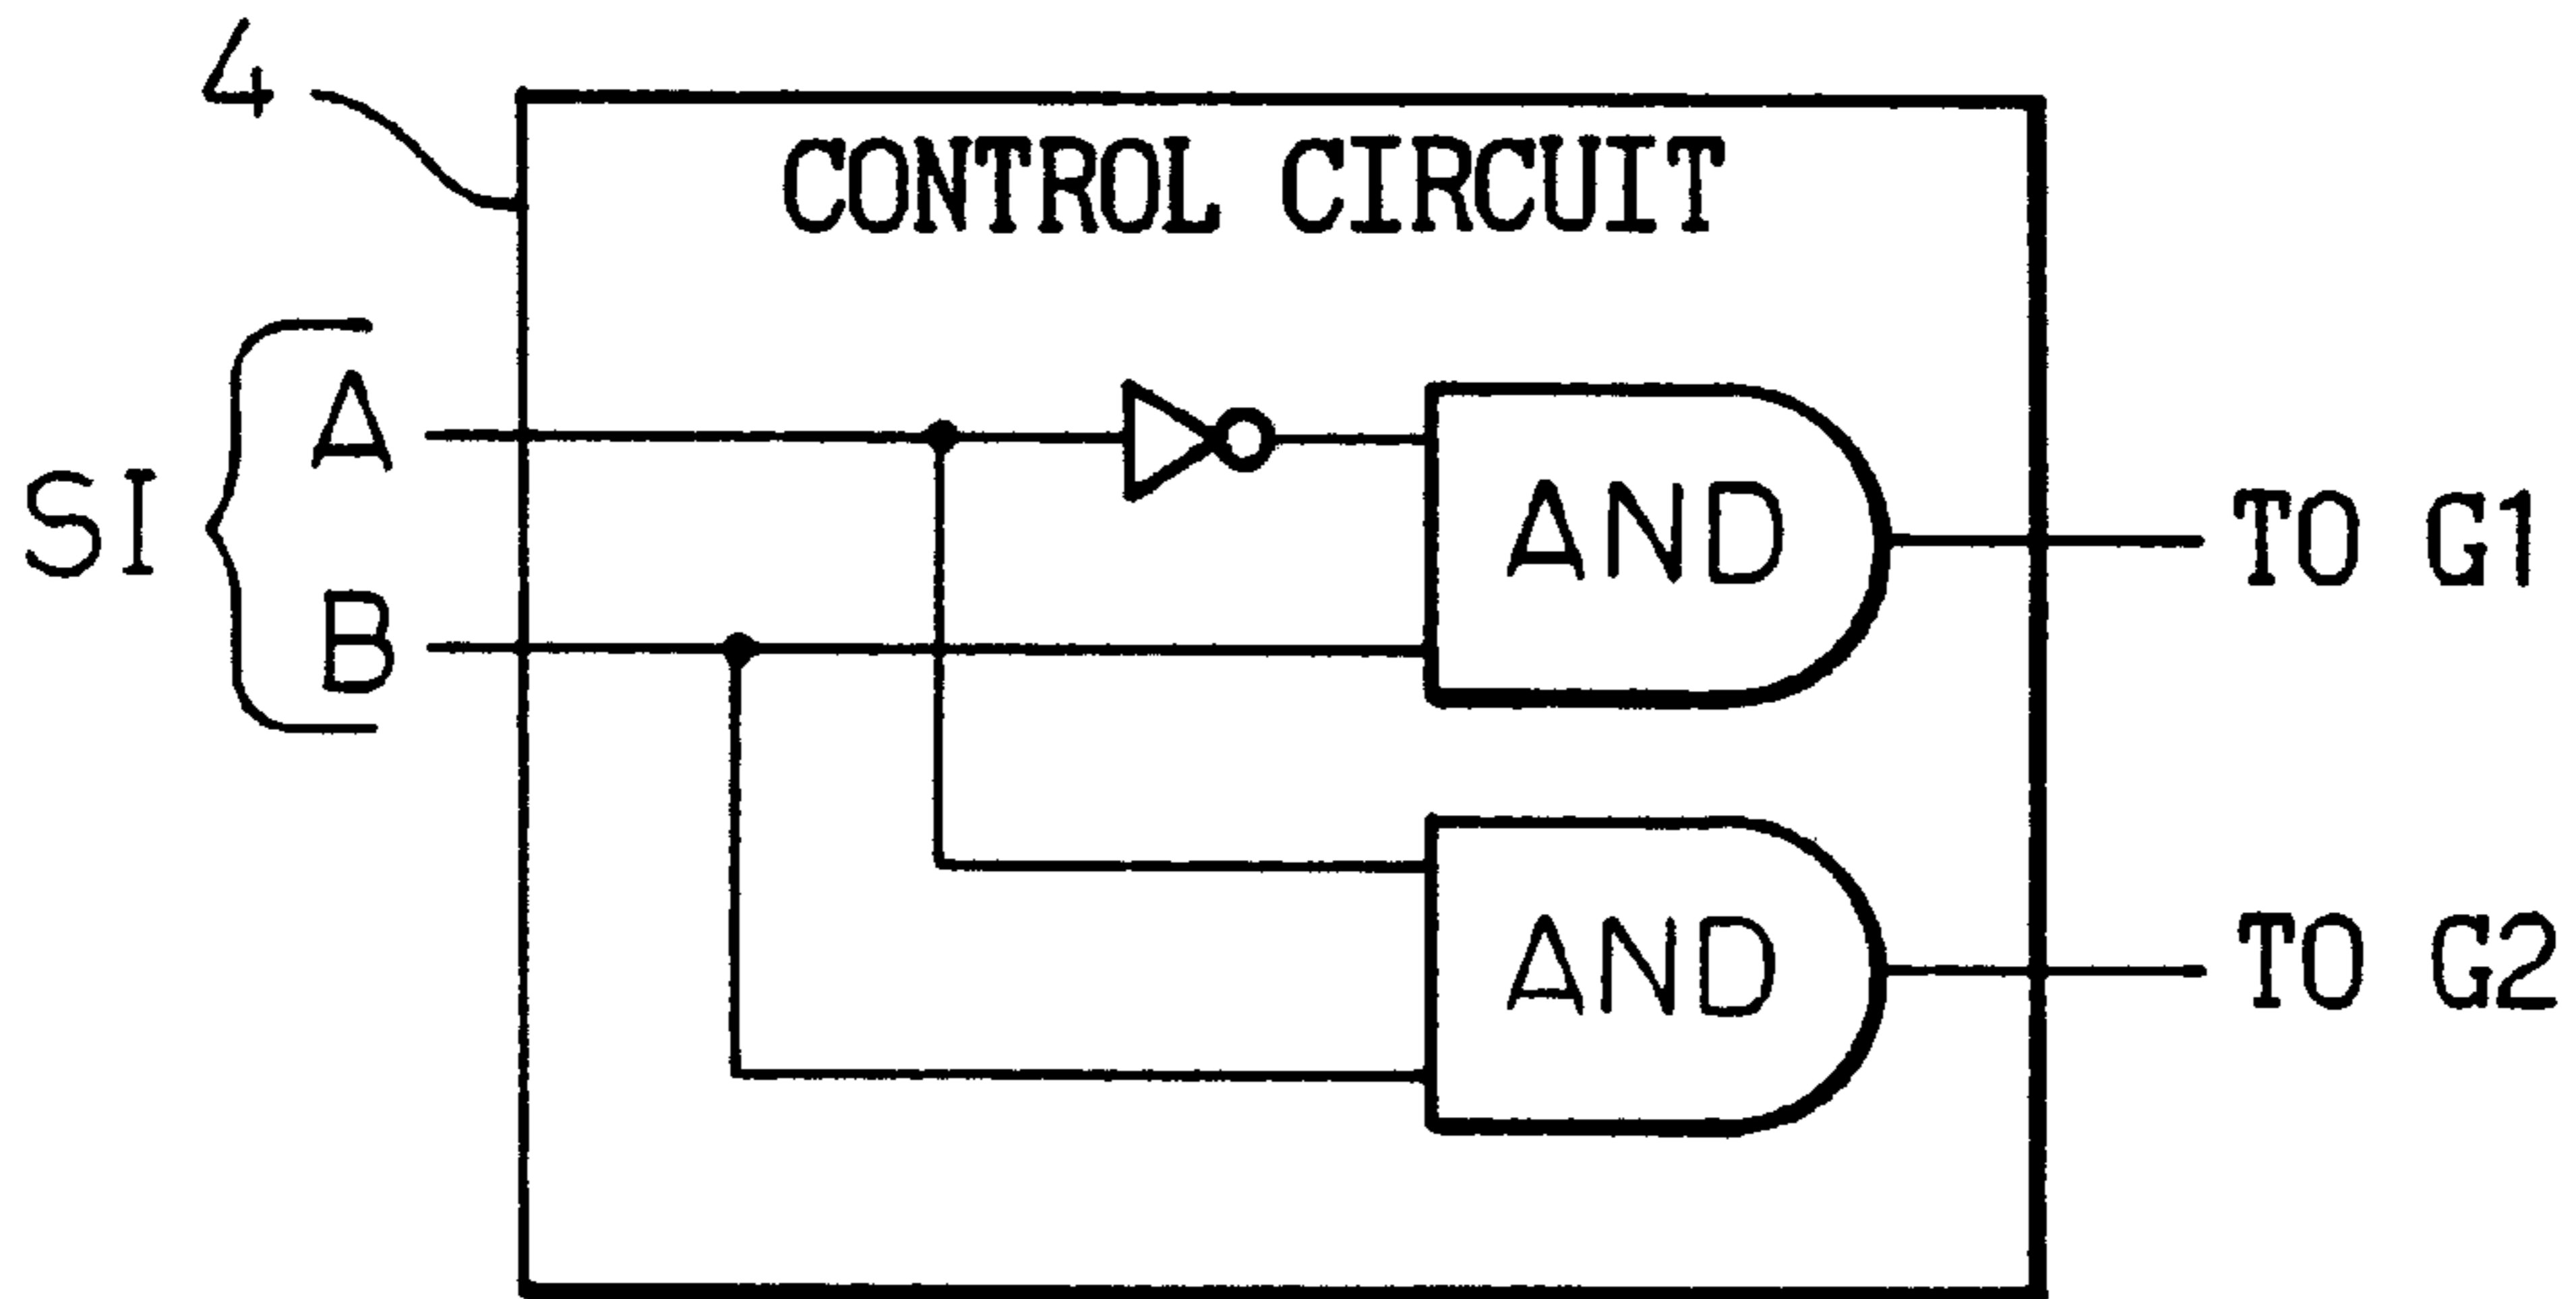 4
CONTROL CIRCUIT
SI
A
B
AND
TO G1
AND
TO G2